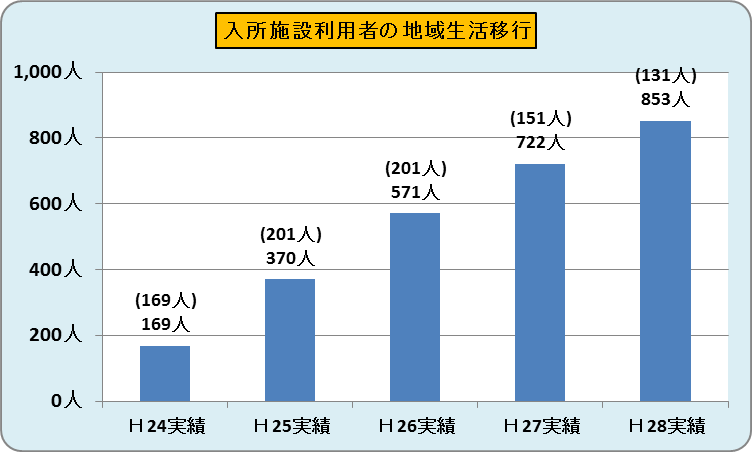 入所施設利用者の地域生活移行
1,000人
800人
600人
400人
200人
0人
(169人)
169人
(201人)
370人
(201人)
571人
(151人)
722人
(131人)
853人
Ｈ24実績
Ｈ25実績
Ｈ26実績
Ｈ27実績
Ｈ28実績